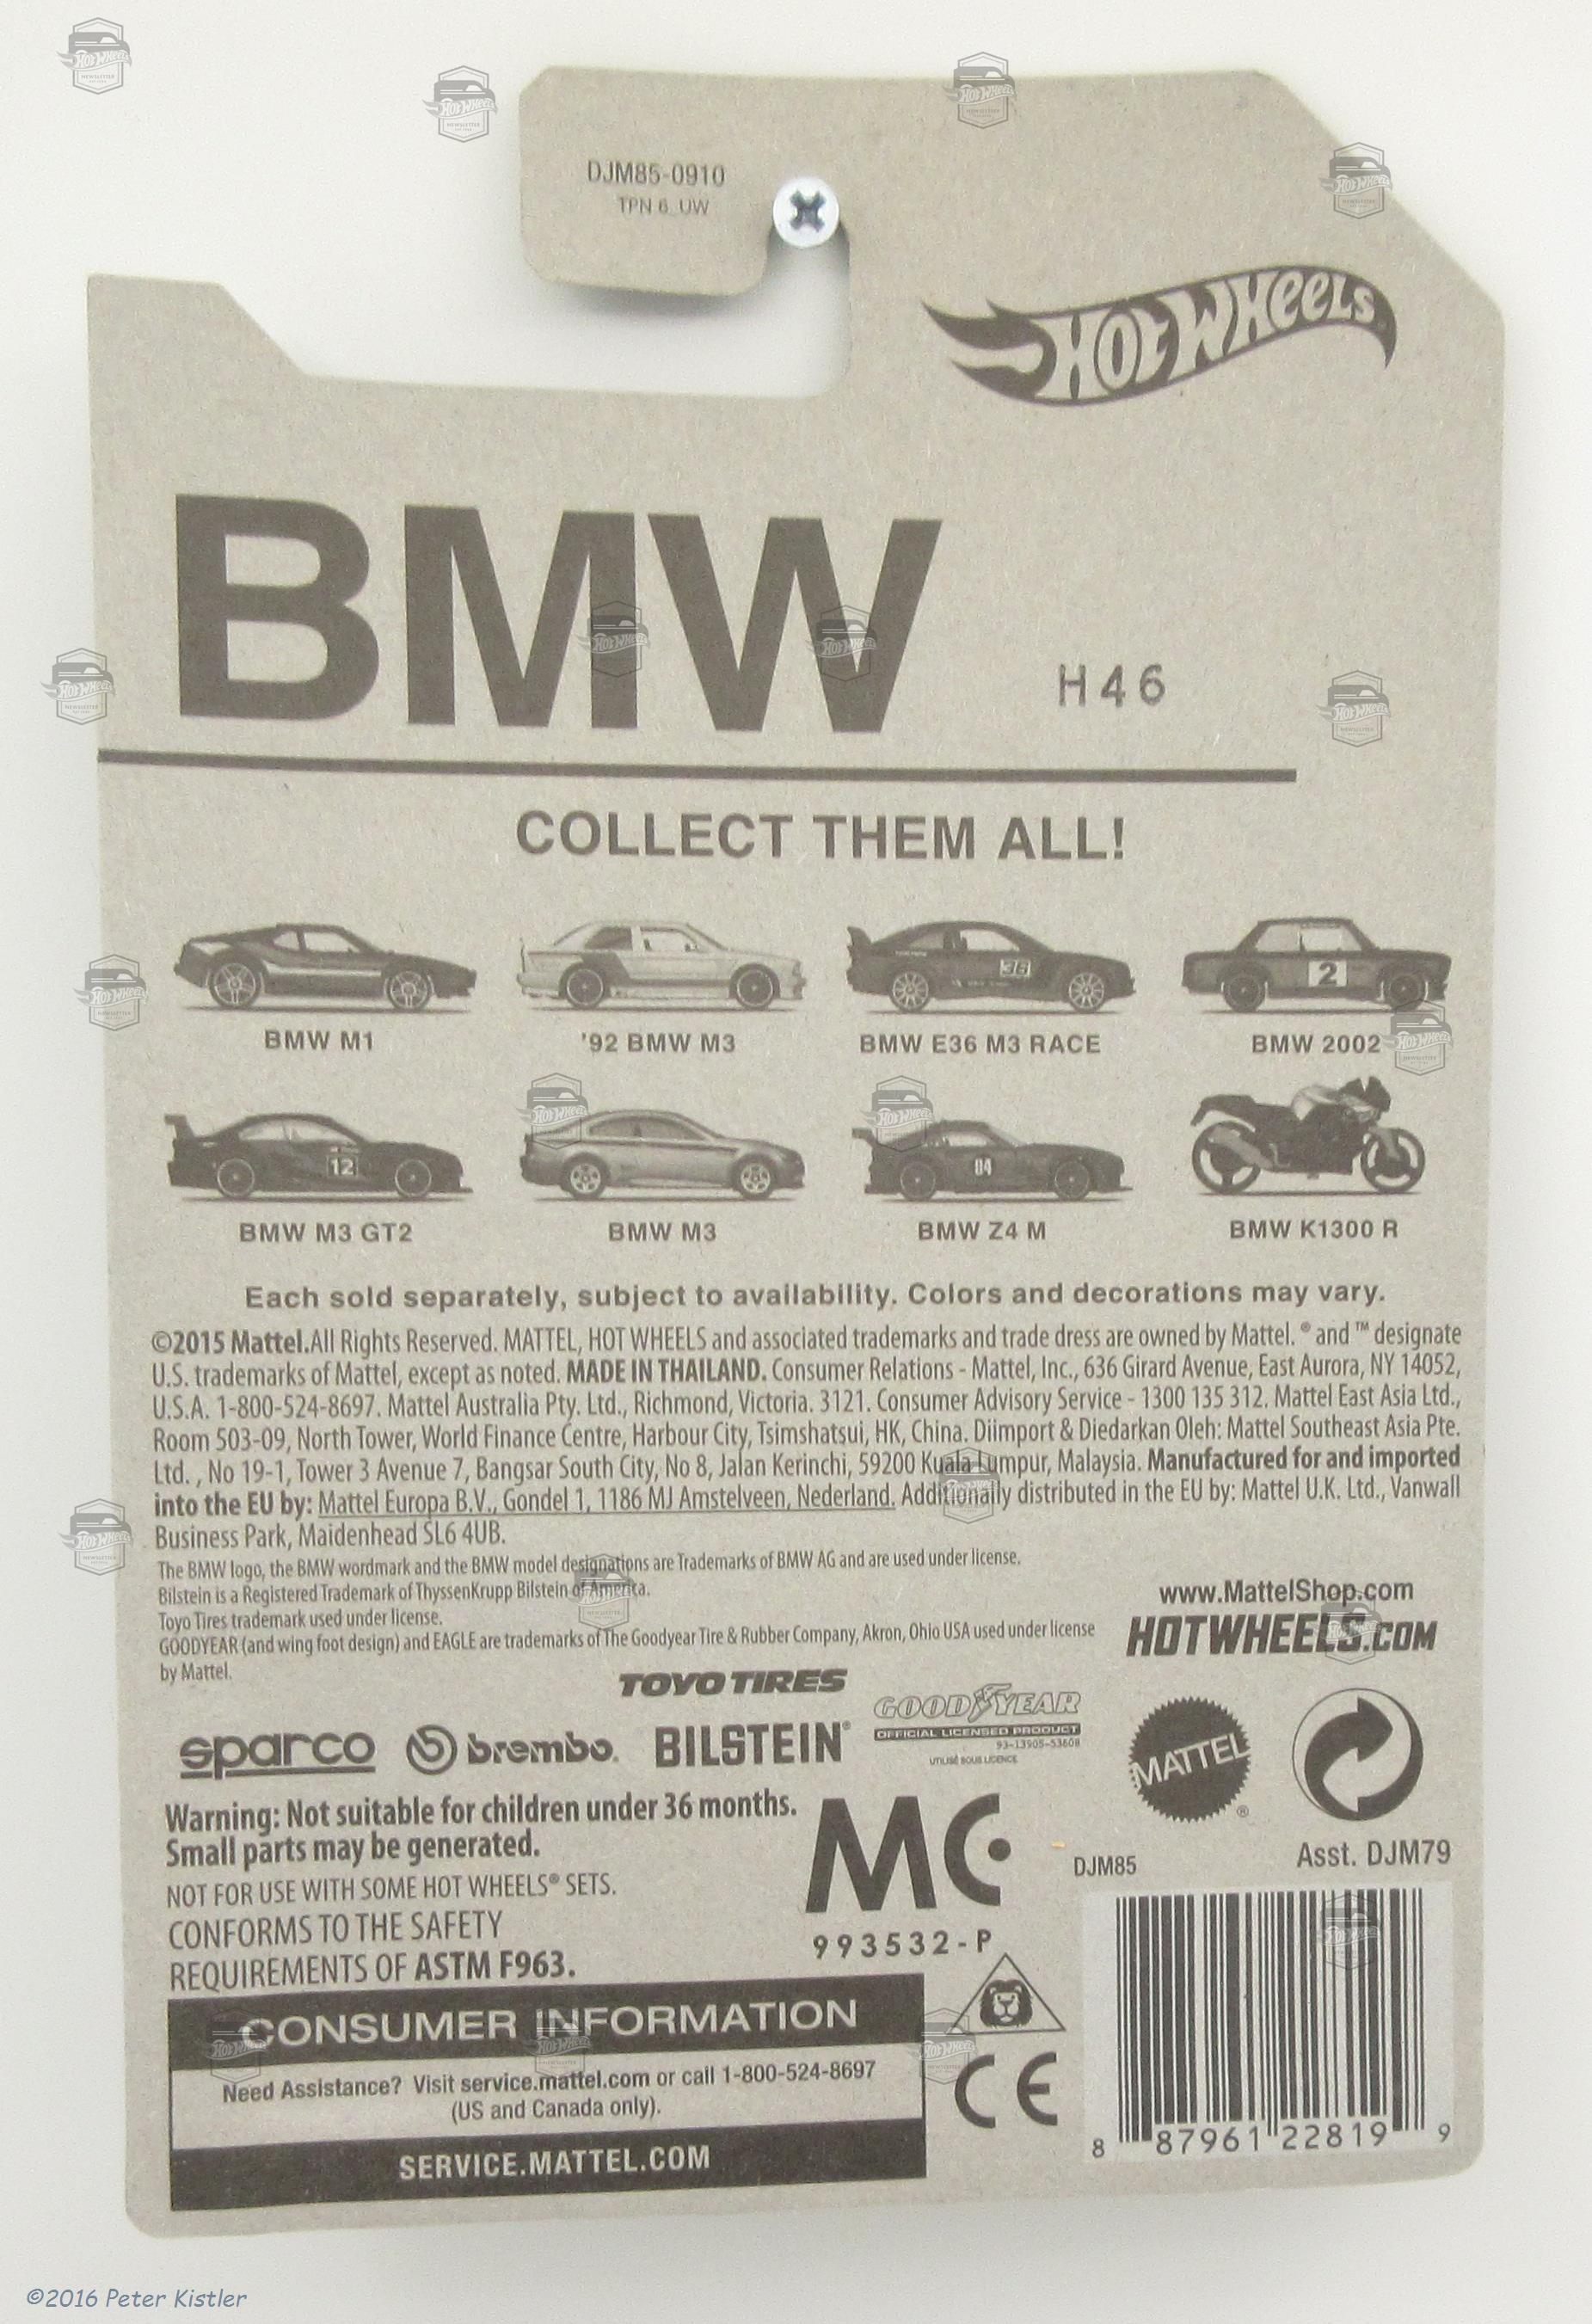 DJM85-0910
TPN 6 UW
HOT WHEELS
BMW
H46
COLLECT THEM ALL!
36
2
BMW M1
'92 BMW M3
BMW E36 M3 RACE
BMW 2002
12
04
BMW M3 GT2
BMW M3
BMW Z4 M
BMW K1300 R
Each sold separately, subject to availability. Colors and decorations may vary.
©2015 Mattel.All Rights Reserved. MATTEL, HOT WHEELS and associated trademarks and trade dress are owned by Mattel. ® and ™ designate
U.S. trademarks of Mattel, except as noted. MADE IN THAILAND. Consumer Relations - Mattel, Inc., 636 Girard Avenue, East Aurora, NY 14052,
U.S.A. 1-800-524-8697. Mattel Australia Pty. Ltd., Richmond, Victoria. 3121. Consumer Advisory Service - 1300 135 312. Mattel East Asia Ltd.,
Room 503-09, North Tower, World Finance Centre, Harbour City, Tsimshatsui, HK, China. Diimport & Diedarkan Oleh: Mattel Southeast Asia Pte.
Ltd. , No 19-1, Tower 3 Avenue 7, Bangsar South City, No 8, Jalan Kerinchi, 59200 Kuala Lumpur, Malaysia. Manufactured for and imported
into the EU by: Mattel Europa B.V., Gondel 1, 1186 MJ Amstelveen, Nederland. Additionally distributed in the EU by: Mattel U.K. Ltd., Vanwall
Business Park, Maidenhead SL6 4UB.
The BMW logo, the BMW wordmark and the BMW model designations are Trademarks of BMW AG and are used under license.
Bilstein is a Registered Trademark of ThyssenKrupp Bilstein of America.
Toyo Tires trademark used under license.
GOODYEAR (and wing foot design) and EAGLE are trademarks of The Goodyear Tire & Rubber Company, Akron, Ohio USA used under license
by Mattel.
www.MattelShop.com
HOTWHEELS.COM
TOYO TIRES
GOODYEAR
OFFICIAL LICENSED PRODUCT
93-13905-53608
UTILISÉ SOUS LICENCE
sparco
brembo.
BILSTEIN®
MATTEL®
Warning: Not suitable for children under 36 months.
Small parts may be generated.
NOT FOR USE WITH SOME HOT WHEELS® SETS.
CONFORMS TO THE SAFETY
REQUIREMENTS OF ASTM F963.
MC
993532-P
DJM85
Asst. DJM79
CONSUMER INFORMATION
Need Assistance? Visit service.mattel.com or call 1-800-524-8697
(US and Canada only).
SERVICE.MATTEL.COM
CE
8 87961 22819 9
©2016 Peter Kistler